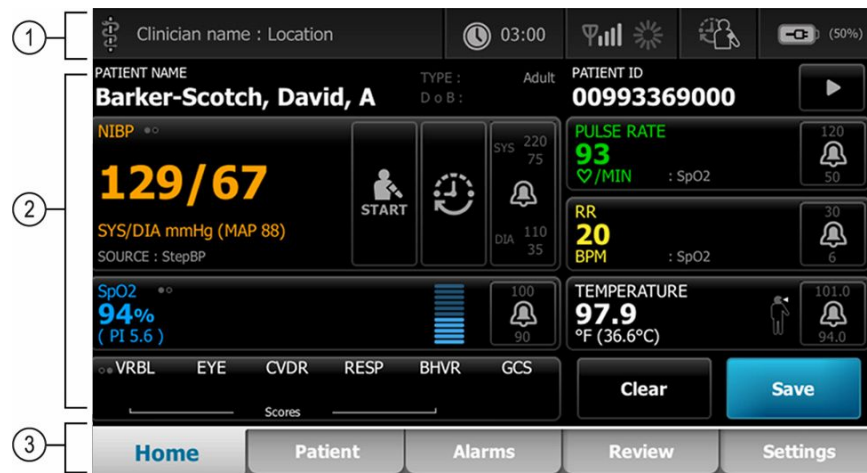 1
Clinician name : Location
03:00
(50%)
2
PATIENT NAME
Barker-Scotch, David, A
TYPE :
Adult
D o B :
PATIENT ID
00993369000
NIBP
129/67
SYS/DIA mmHg (MAP 88)
SOURCE : StepBP
START
SYS 220
75
DIA 110
35
PULSE RATE
93
/MIN : SpO2
120
50
RR
20
BPM : SpO2
30
6
SpO2
94%
( PI 5.6 )
100
90
TEMPERATURE
97.9
°F (36.6°C)
101.0
94.0
VRBL EYE CVDR RESP BHVR GCS
Scores
Clear
Save
3
Home Patient Alarms Review Settings